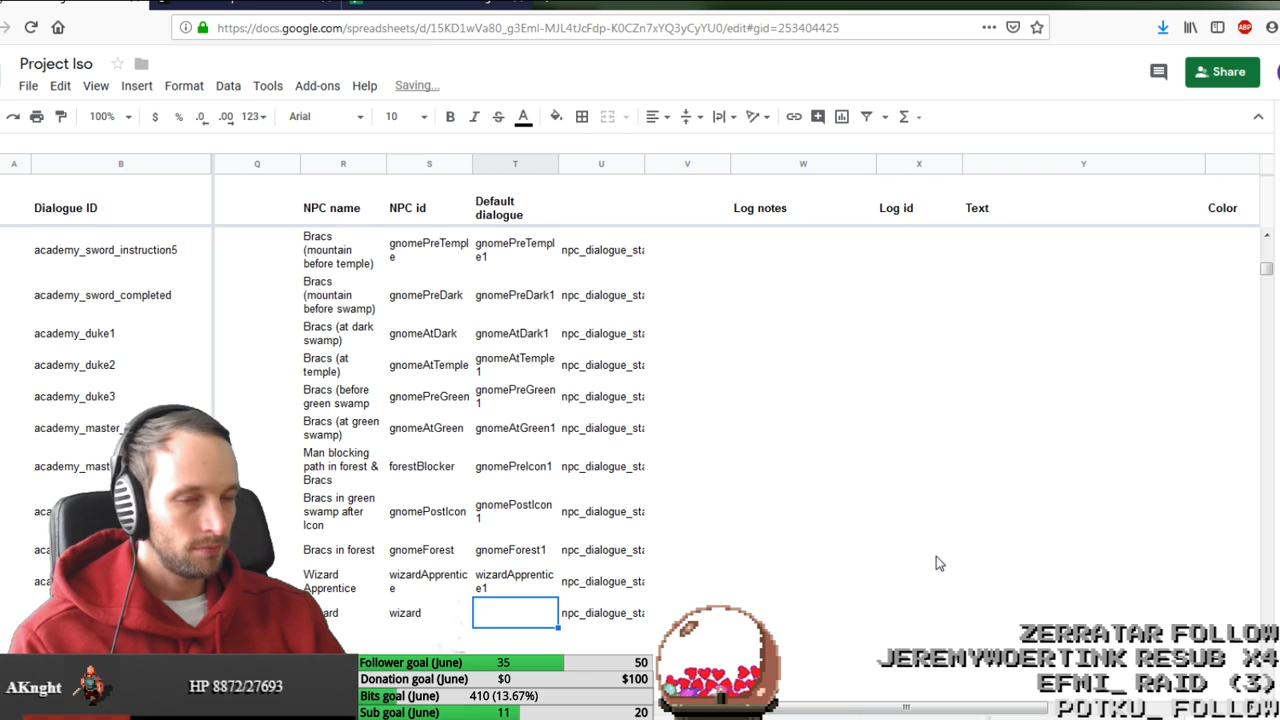 https://docs.google.com/spreadsheets/d/15KD1wVa80_g3Eml-MJL4tJcFdp-K0CZn7xYQ3yCyYU0/edit#gid=253404425
ABP
Project Iso
File Edit View Insert Format Data Tools Add-ons Help Saving...
Share
100% $ % .0 .00 123 Arial 10 B I S A
A B Q R S T U V W X Y
Dialogue ID NPC name NPC id Default dialogue Log notes Log id Text Color
academy_sword_instruction5 Bracs (mountain before temple) gnomePreTemple gnomePreTemple1 npc_dialogue_sta
academy_sword_completed Bracs (mountain before swamp) gnomePreDark gnomePreDark1 npc_dialogue_sta
academy_duke1 Bracs (at dark swamp) gnomeAtDark gnomeAtDark1 npc_dialogue_sta
academy_duke2 Bracs (at temple) gnomeAtTemple gnomeAtTemple1 npc_dialogue_sta
academy_duke3 Bracs (before green swamp gnomePreGreen gnomePreGreen1 npc_dialogue_sta
academy_master_ Bracs (at green swamp) gnomeAtGreen gnomeAtGreen1 npc_dialogue_sta
academy_mast Man blocking path in forest & Bracs forestBlocker gnomePreIcon1 npc_dialogue_sta
aca Bracs in green swamp after Icon gnomePostIcon gnomePostIcon1 npc_dialogue_sta
aca Bracs in forest gnomeForest gnomeForest1 npc_dialogue_sta
aca Wizard Apprentice wizardApprentice wizardApprentice1 npc_dialogue_sta
ard wizard npc_dialogue_sta
ZERRATAR FOLLOW
JEREMYWOERTINK RESUB X4
EFMI_ RAID (3)
POTKU_ FOLLOW
AKnght HP 8872/27693
Follower goal (June) 35 50
Donation goal (June) $0 $100
Bits goal (June) 410 (13.67%)
Sub goal (June) 11 20